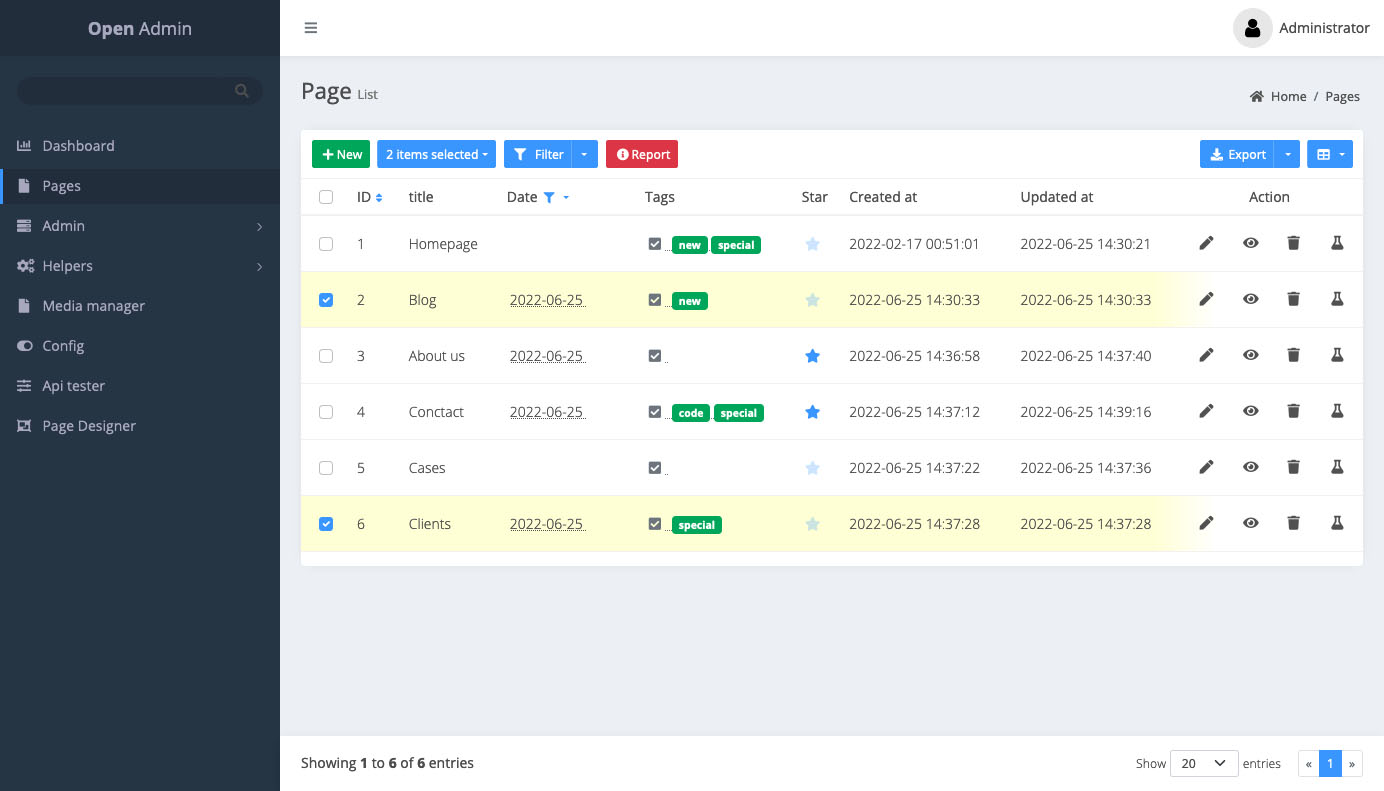 Open Admin
Administrator
Page List
Home / Pages
Dashboard
Pages
Admin
Helpers
Media manager
Config
Api tester
Page Designer
+ New 2 items selected Filter Report Export
ID title Date Tags Star Created at Updated at Action
1 Homepage new special 2022-02-17 00:51:01 2022-06-25 14:30:21
2 Blog 2022-06-25 new 2022-06-25 14:30:33 2022-06-25 14:30:33
3 About us 2022-06-25 2022-06-25 14:36:58 2022-06-25 14:37:40
4 Conctact 2022-06-25 code special 2022-06-25 14:37:12 2022-06-25 14:39:16
5 Cases 2022-06-25 14:37:22 2022-06-25 14:37:36
6 Clients 2022-06-25 special 2022-06-25 14:37:28 2022-06-25 14:37:28
Showing 1 to 6 of 6 entries Show 20 entries « 1 »